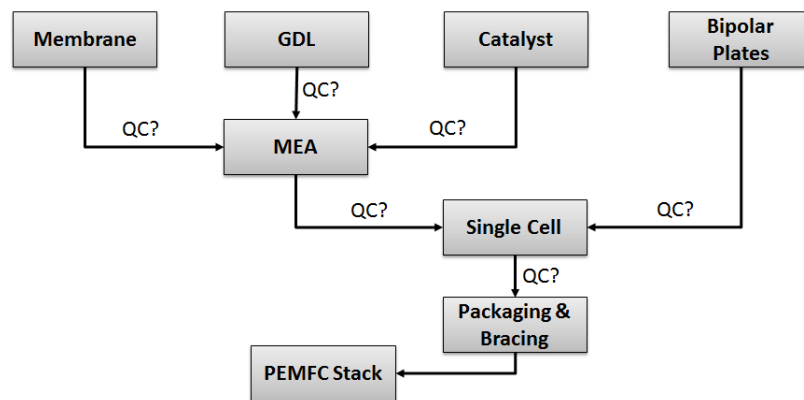 Membrane
GDL
Catalyst
Bipolar
Plates
QC?
QC?
QC?
MEA
QC?
QC?
Single Cell
QC?
Packaging &
Bracing
PEMFC Stack